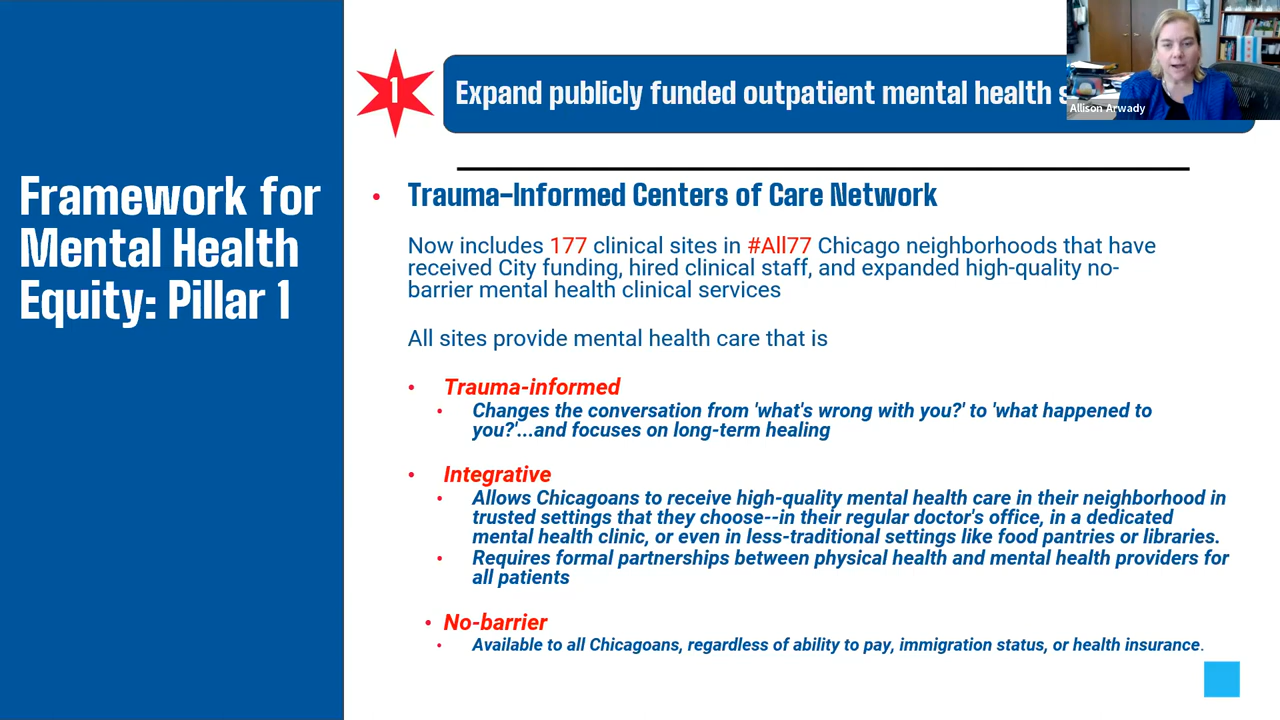 Framework for
Mental Health
Equity: Pillar 1
1
Expand publicly funded outpatient mental health
Allison Arwady
• Trauma-Informed Centers of Care Network
Now includes 177 clinical sites in #All77 Chicago neighborhoods that have
received City funding, hired clinical staff, and expanded high-quality no-
barrier mental health clinical services
All sites provide mental health care that is
• Trauma-informed
• Changes the conversation from 'what's wrong with you?' to 'what happened to
you?'...and focuses on long-term healing
• Integrative
• Allows Chicagoans to receive high-quality mental health care in their neighborhood in
trusted settings that they choose--in their regular doctor's office, in a dedicated
mental health clinic, or even in less-traditional settings like food pantries or libraries.
• Requires formal partnerships between physical health and mental health providers for
all patients
• No-barrier
• Available to all Chicagoans, regardless of ability to pay, immigration status, or health insurance.